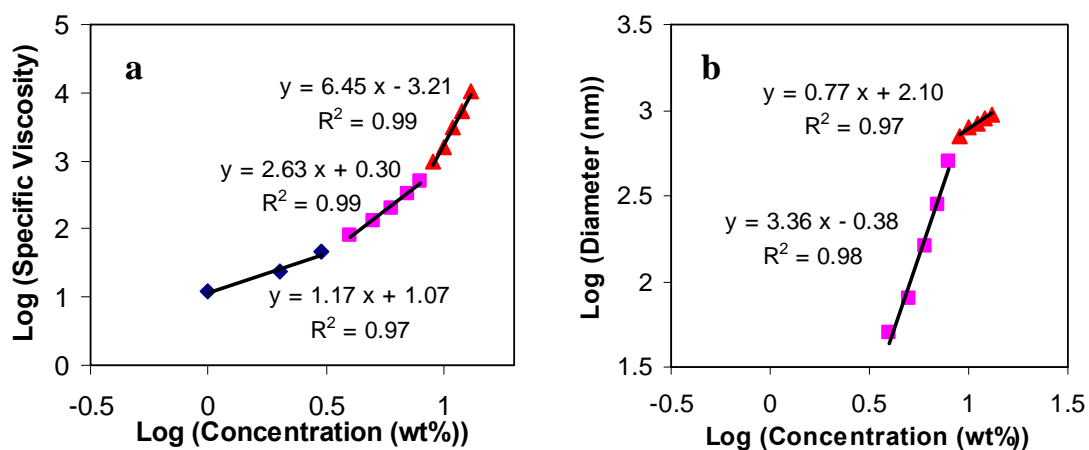 a
Log (Specific Viscosity)
5
4
3
2
1
0
y = 6.45 x - 3.21
R² = 0.99
y = 2.63 x + 0.30
R² = 0.99
y = 1.17 x + 1.07
R² = 0.97
-0.5 0 0.5 1
Log (Concentration (wt%))
b
Log (Diameter (nm))
3.5
3
2.5
2
1.5
y = 0.77 x + 2.10
R² = 0.97
y = 3.36 x - 0.38
R² = 0.98
-0.5 0 0.5 1 1.5
Log (Concentration (wt%))